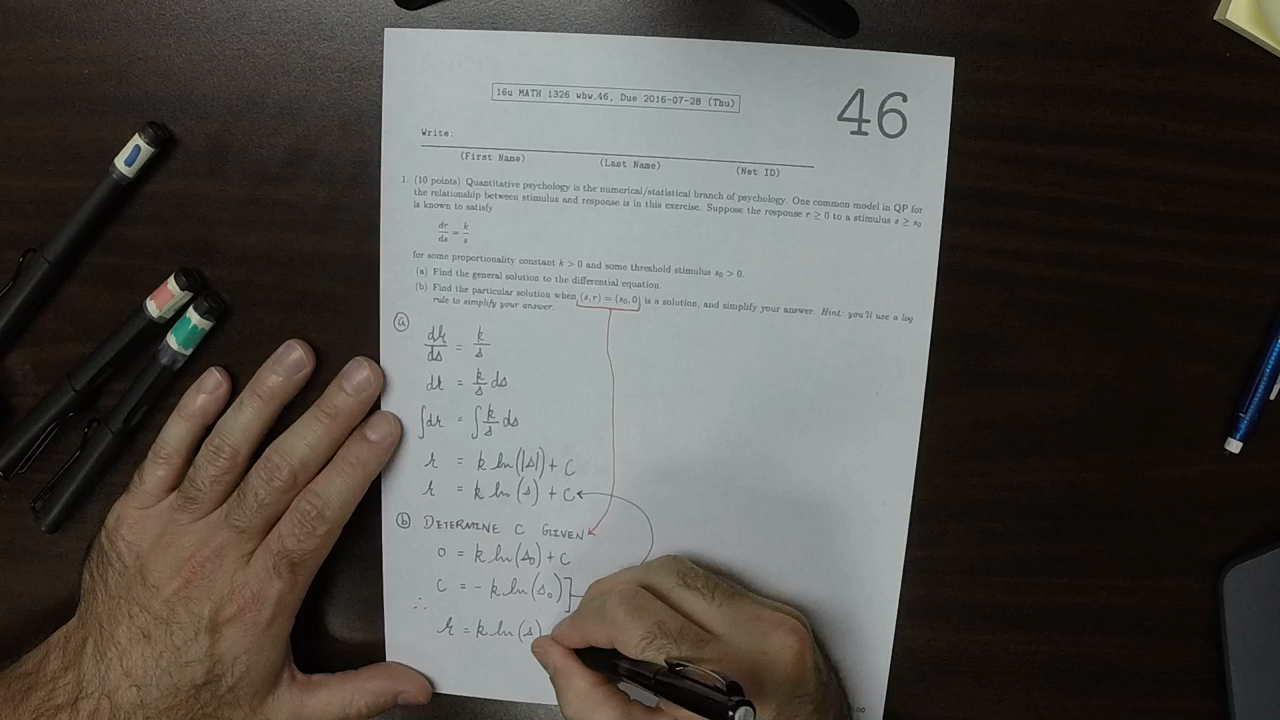 16u MATH 1326 whw_46, Due 2016-07-28 (Thu)
46
Write:
(First Name) (Last Name) (Net ID)
1. (10 points) Quantitative psychology is the numerical/statistical branch of psychology. One common model in QP for
the relationship between stimulus and response is in this exercise. Suppose the response r ≥ 0 to a stimulus s ≥ s₀
is known to satisfy
dr/ds = k/s
for some proportionality constant k > 0 and some threshold stimulus s₀ > 0.
(a) Find the general solution to the differential equation.
(b) Find the particular solution when (s, r) = (s₀, 0) is a solution, and simplify your answer. Hint: you'll use a log
rule to simplify your answer.
(a)
dr/ds = k/s
dr = k/s ds
∫dr = ∫k/s ds
r = k ln(|s|) + C
r = k ln(s) + C
(b) DETERMINE C GIVEN
0 = k ln(s₀) + C
C = - k ln(s₀)]
∴
r = k ln(s)